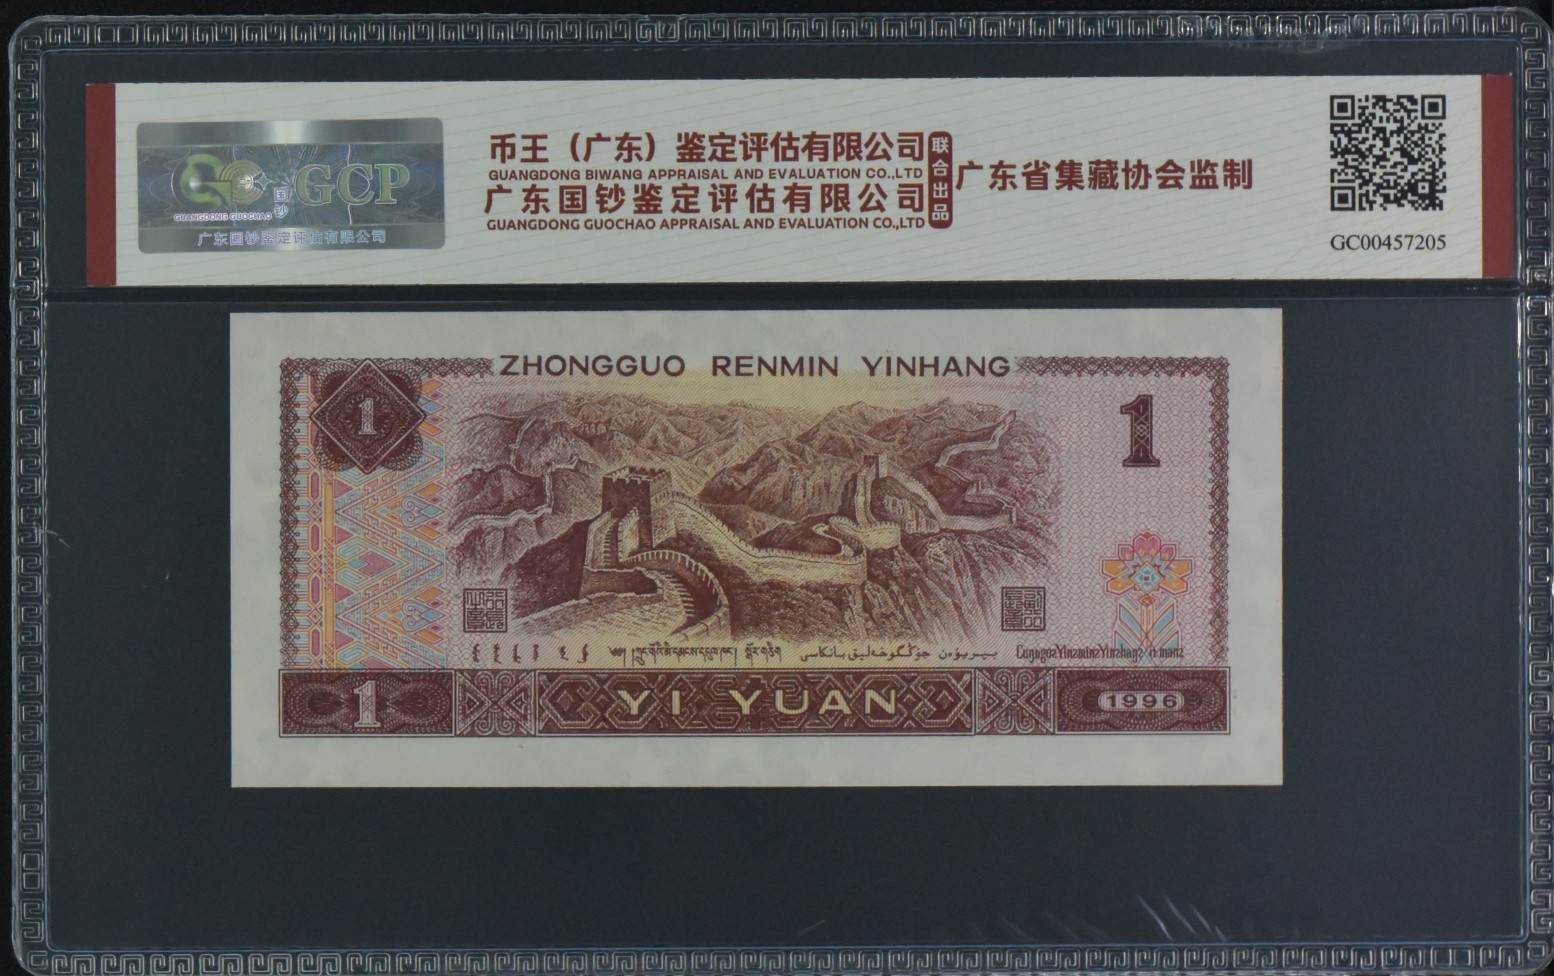 GCP
国钞
GUANGDONG GUOCHAO
广东国钞鉴定评估有限公司
币王（广东）鉴定评估有限公司
GUANGDONG BIWANG APPRAISAL AND EVALUATION CO.,LTD
广东国钞鉴定评估有限公司
GUANGDONG GUOCHAO APPRAISAL AND EVALUATION CO.,LTD
联合出品
广东省集藏协会监制
GC00457205
ZHONGGUO RENMIN YINHANG
1
1
جۇڭگوخەلىق بانكاسى
1
YI YUAN
1996